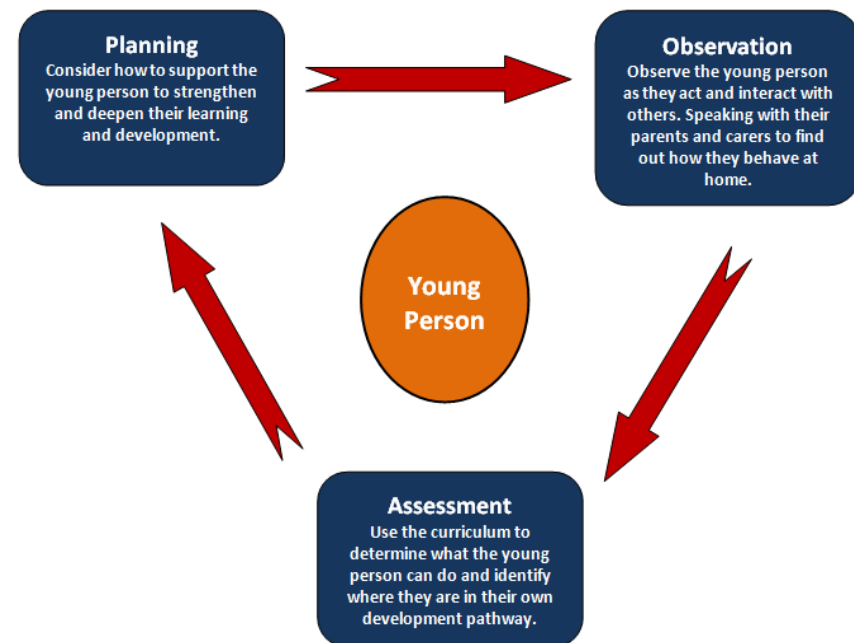 Planning
Consider how to support the
young person to strengthen
and deepen their learning
and development.
Observation
Observe the young person
as they act and interact with
others. Speaking with their
parents and carers to find
out how they behave at
home.
Young
Person
Assessment
Use the curriculum to
determine what the young
person can do and identify
where they are in their own
development pathway.